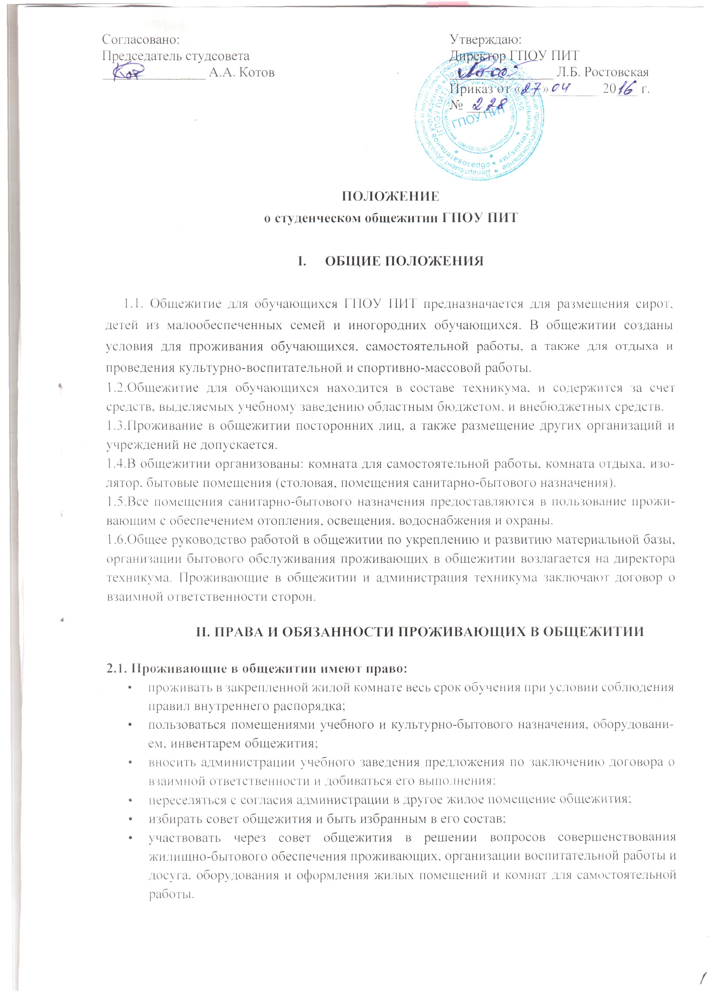 Согласовано:
Председатель студсовета
А.А. Котов
Утверждаю:
Директор ГПОУ ПИТ
Л.Б. Ростовская
Приказ от «27» 04 2016 г.
№ 228
ГПОУ ПИТ
ПОЛОЖЕНИЕ
о студенческом общежитии ГПОУ ПИТ
I. ОБЩИЕ ПОЛОЖЕНИЯ
1.1. Общежитие для обучающихся ГПОУ ПИТ предназначается для размещения сирот,
детей из малообеспеченных семей и иногородних обучающихся. В общежитии созданы
условия для проживания обучающихся, самостоятельной работы, а также для отдыха и
проведения культурно-воспитательной и спортивно-массовой работы.
1.2.Общежитие для обучающихся находится в составе техникума, и содержится за счет
средств, выделяемых учебному заведению областным бюджетом, и внебюджетных средств.
1.3.Проживание в общежитии посторонних лиц, а также размещение других организаций и
учреждений не допускается.
1.4.В общежитии организованы: комната для самостоятельной работы, комната отдыха, изо-
лятор, бытовые помещения (столовая, помещения санитарно-бытового назначения).
1.5.Все помещения санитарно-бытового назначения предоставляются в пользование прожи-
вающим с обеспечением отопления, освещения, водоснабжения и охраны.
1.6.Общее руководство работой в общежитии по укреплению и развитию материальной базы,
организации бытового обслуживания проживающих в общежитии возлагается на директора
техникума. Проживающие в общежитии и администрация техникума заключают договор о
взаимной ответственности сторон.
II. ПРАВА И ОБЯЗАННОСТИ ПРОЖИВАЮЩИХ В ОБЩЕЖИТИИ
2.1. Проживающие в общежитии имеют право:
• проживать в закрепленной жилой комнате весь срок обучения при условии соблюдения
правил внутреннего распорядка;
• пользоваться помещениями учебного и культурно-бытового назначения, оборудовани-
ем, инвентарем общежития;
• вносить администрации учебного заведения предложения по заключению договора о
взаимной ответственности и добиваться его выполнения;
• переселяться с согласия администрации в другое жилое помещение общежития;
• избирать совет общежития и быть избранным в его состав;
• участвовать через совет общежития в решении вопросов совершенствования
жилищно-бытового обеспечения проживающих, организации воспитательной работы и
досуга, оборудования и оформления жилых помещений и комнат для самостоятельной
работы.
1